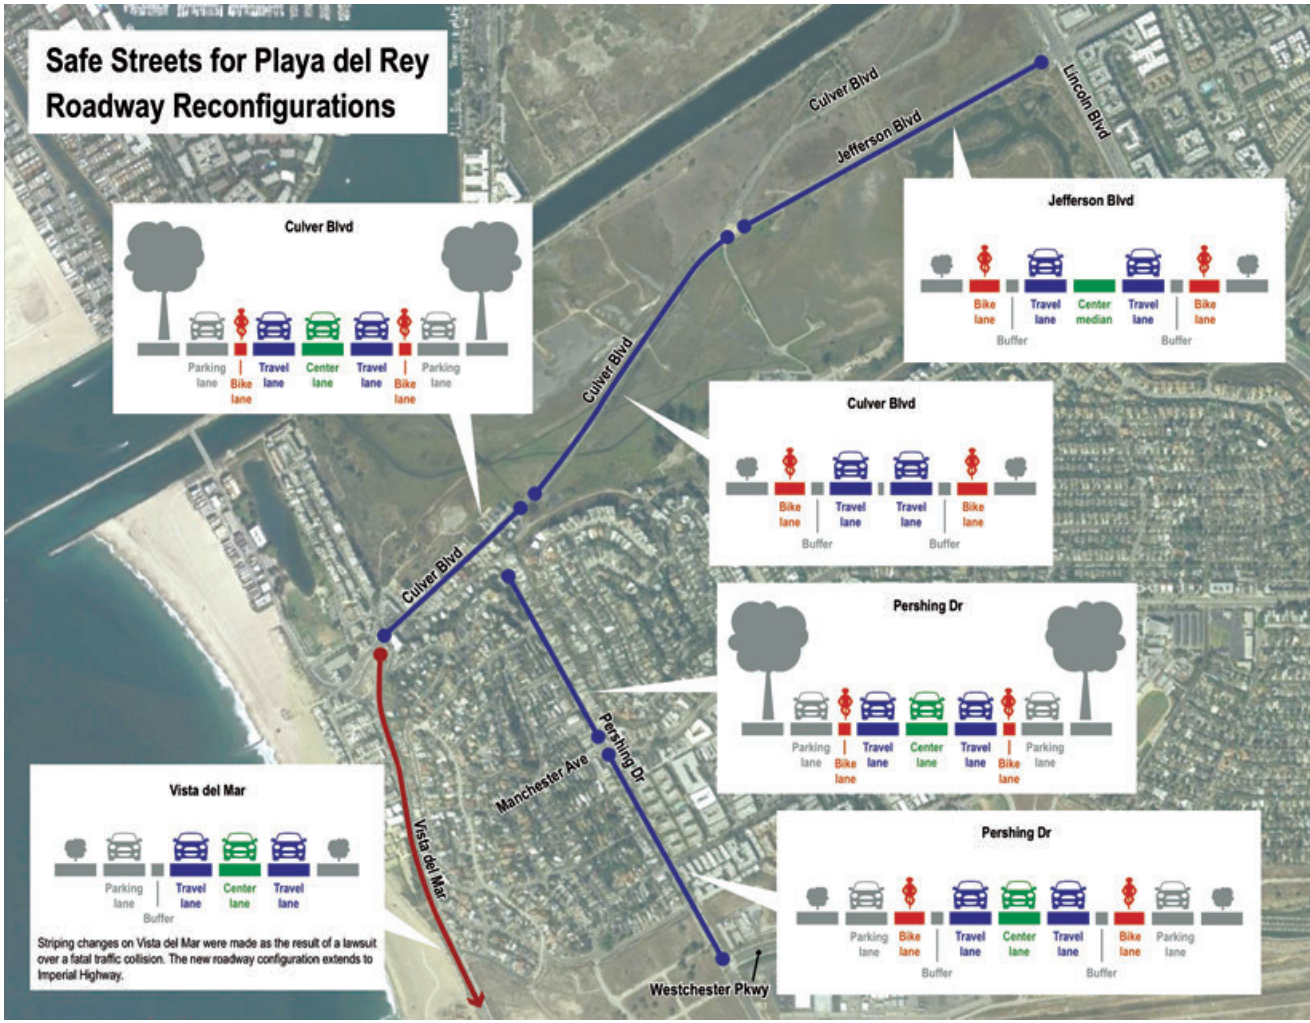 Safe Streets for Playa del Rey
Roadway Reconfigurations
Culver Blvd
Jefferson Blvd
Lincoln Blvd
Culver Blvd
Parking
lane
Bike
lane
Travel
lane
Center
lane
Travel
lane
Bike
lane
Parking
lane
Jefferson Blvd
Bike
lane
Buffer
Travel
lane
Center
median
Travel
lane
Buffer
Bike
lane
Culver Blvd
Culver Blvd
Bike
lane
Buffer
Travel
lane
Travel
lane
Buffer
Bike
lane
Culver Blvd
Pershing Dr
Parking
lane
Bike
lane
Travel
lane
Center
lane
Travel
lane
Bike
lane
Parking
lane
Pershing Dr
Manchester Ave
Vista del Mar
Vista del Mar
Parking
lane
Buffer
Travel
lane
Center
lane
Travel
lane
Striping changes on Vista del Mar were made as the result of a lawsuit
over a fatal traffic collision. The new roadway configuration extends to
Imperial Highway.
Pershing Dr
Parking
lane
Bike
lane
Buffer
Travel
lane
Center
lane
Travel
lane
Buffer
Bike
lane
Parking
lane
Westchester Pkwy